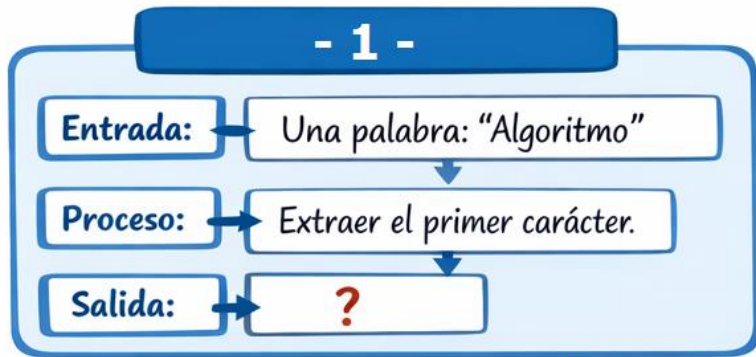 - 1 -
Entrada: Una palabra: “Algoritmo”
Proceso: Extraer el primer carácter.
Salida: ?